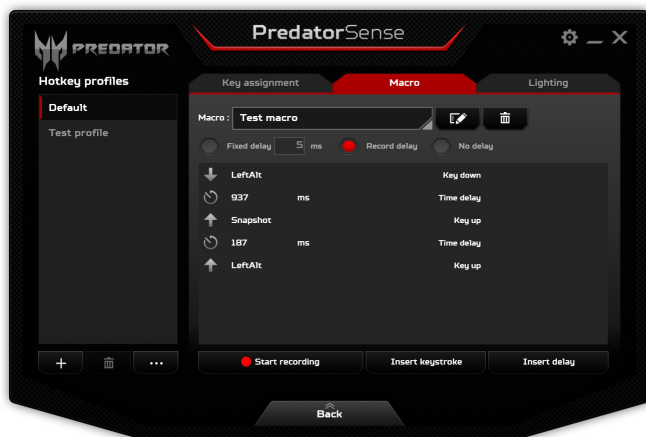 PREDATOR
PredatorSense
Hotkey profiles
Default
Test profile
Key assignment Macro Lighting
Macro : Test macro
Fixed delay 5 ms Record delay No delay
LeftAlt Key down
937 ms Time delay
Snapshot Key up
187 ms Time delay
LeftAlt Key up
Start recording Insert keystroke Insert delay
Back